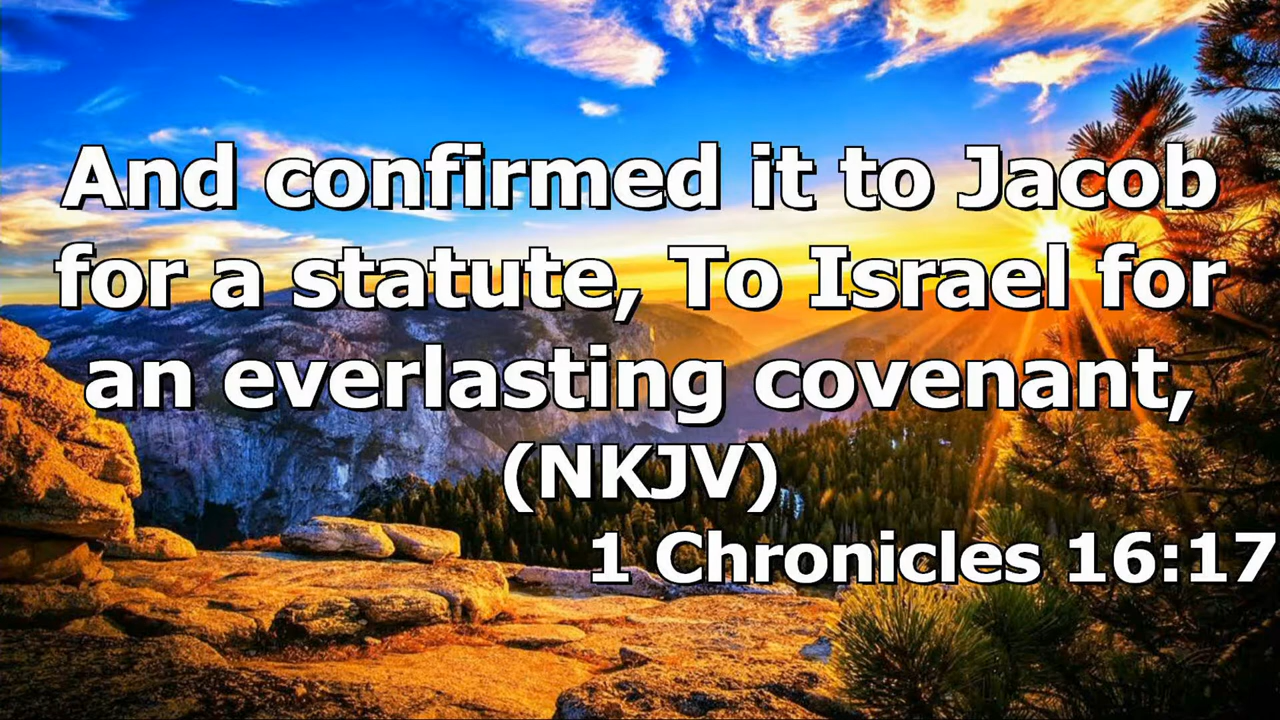 And confirmed it to Jacob
for a statute, To Israel for
an everlasting covenant,
(NKJV)
1 Chronicles 16:17